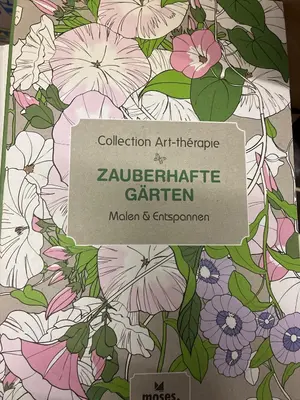 Collection Art-thérapie
ZAUBERHAFTE
GÄRTEN
Malen & Entspannen
moses.